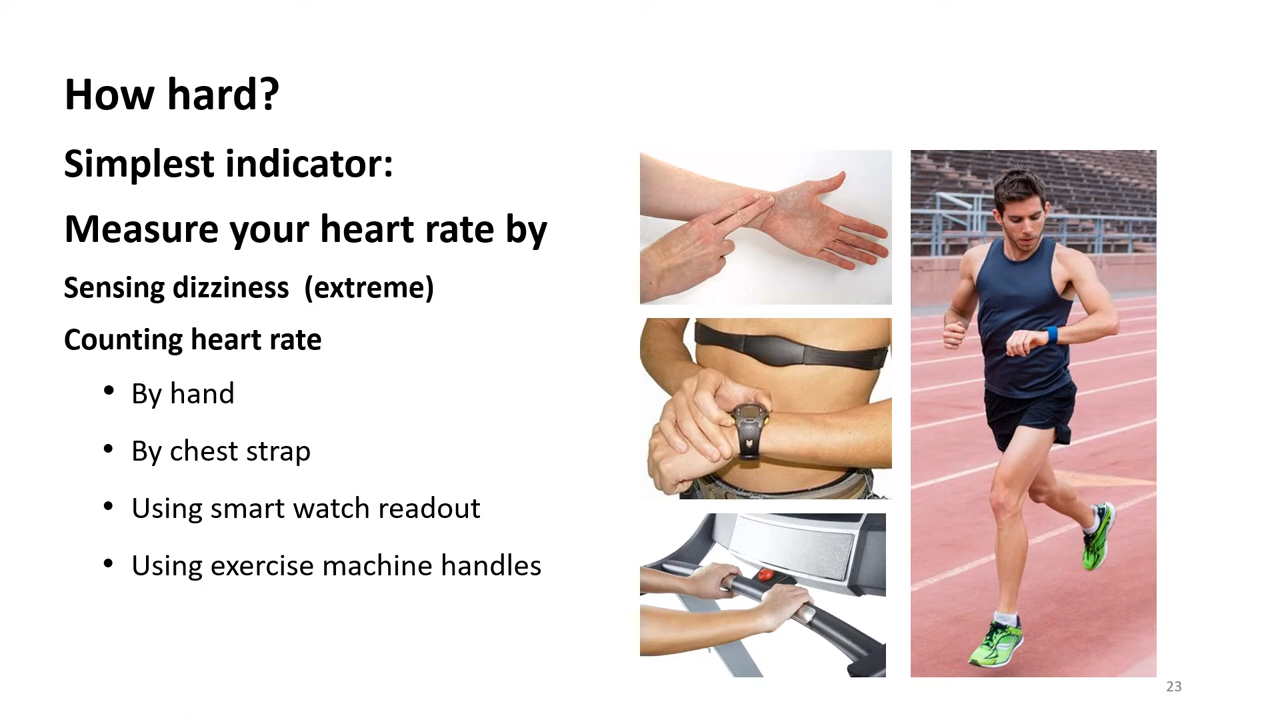 How hard?
Simplest indicator:
Measure your heart rate by
Sensing dizziness  (extreme)
Counting heart rate
• By hand
• By chest strap
• Using smart watch readout
• Using exercise machine handles
23